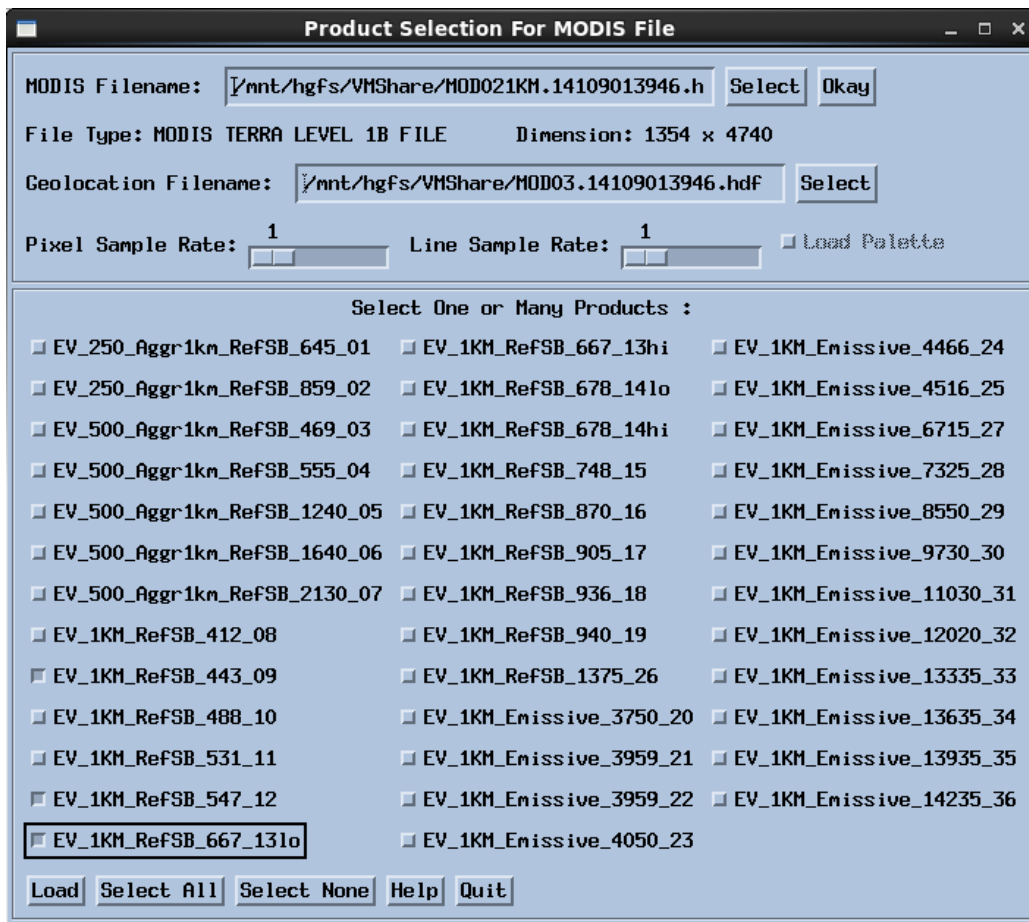 Product Selection For MODIS File
MODIS Filename: /mnt/hgfs/VMShare/MOD021KM.14109013946.h Select Okay
File Type: MODIS TERRA LEVEL 1B FILE Dimension: 1354 x 4740
Geolocation Filename: /mnt/hgfs/VMShare/MOD03.14109013946.hdf Select
Pixel Sample Rate: 1 Line Sample Rate: 1 Load Palette
Select One or Many Products :
EV_250_Aggr1km_RefSB_645_01 EV_1KM_RefSB_667_13hi EV_1KM_Emissive_4466_24
EV_250_Aggr1km_RefSB_859_02 EV_1KM_RefSB_678_14lo EV_1KM_Emissive_4516_25
EV_500_Aggr1km_RefSB_469_03 EV_1KM_RefSB_678_14hi EV_1KM_Emissive_6715_27
EV_500_Aggr1km_RefSB_555_04 EV_1KM_RefSB_748_15 EV_1KM_Emissive_7325_28
EV_500_Aggr1km_RefSB_1240_05 EV_1KM_RefSB_870_16 EV_1KM_Emissive_8550_29
EV_500_Aggr1km_RefSB_1640_06 EV_1KM_RefSB_905_17 EV_1KM_Emissive_9730_30
EV_500_Aggr1km_RefSB_2130_07 EV_1KM_RefSB_936_18 EV_1KM_Emissive_11030_31
EV_1KM_RefSB_412_08 EV_1KM_RefSB_940_19 EV_1KM_Emissive_12020_32
EV_1KM_RefSB_443_09 EV_1KM_RefSB_1375_26 EV_1KM_Emissive_13335_33
EV_1KM_RefSB_488_10 EV_1KM_Emissive_3750_20 EV_1KM_Emissive_13635_34
EV_1KM_RefSB_531_11 EV_1KM_Emissive_3959_21 EV_1KM_Emissive_13935_35
EV_1KM_RefSB_547_12 EV_1KM_Emissive_3959_22 EV_1KM_Emissive_14235_36
EV_1KM_RefSB_667_13lo EV_1KM_Emissive_4050_23
Load Select All Select None Help Quit